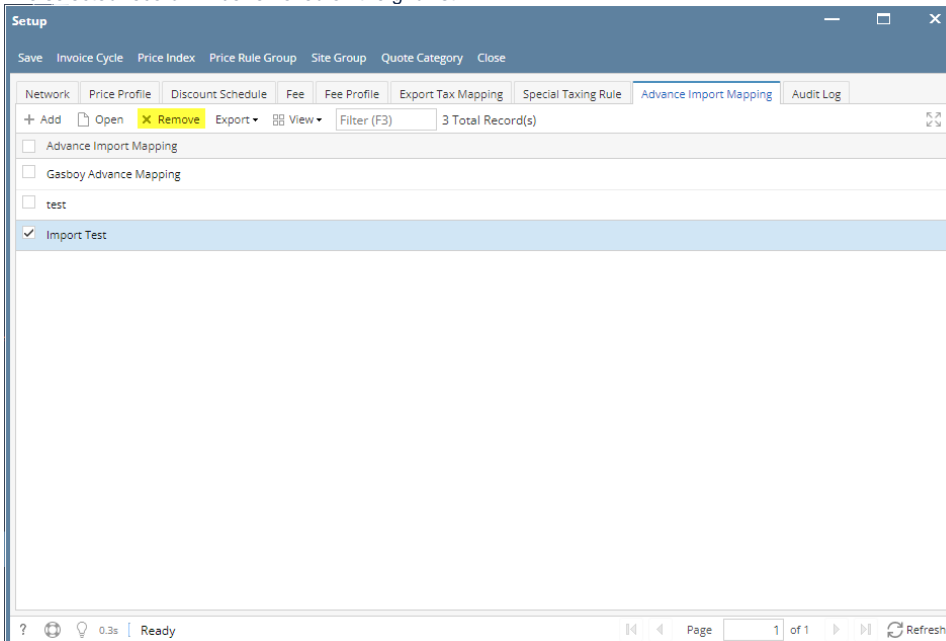 Setup
Save Invoice Cycle Price Index Price Rule Group Site Group Quote Category Close
Network Price Profile Discount Schedule Fee Fee Profile Export Tax Mapping Special Taxing Rule Advance Import Mapping Audit Log
+ Add Open × Remove Export View Filter (F3) 3 Total Record(s)
Advance Import Mapping
Gasboy Advance Mapping
test
Import Test
? 0.3s Ready Page 1 of 1 Refresh